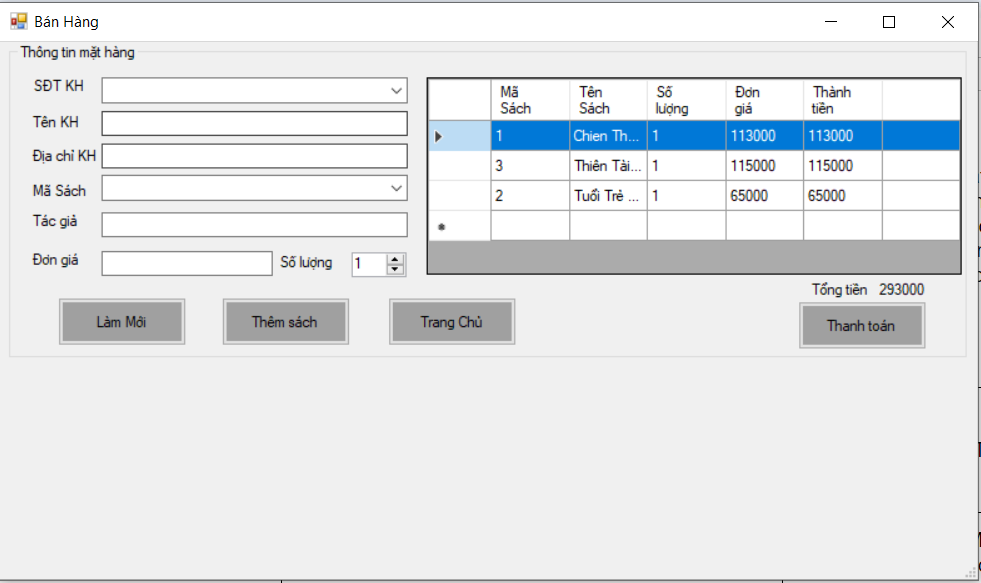 Bán Hàng
Thông tin mặt hàng
SĐT KH
Tên KH
Địa chỉ KH
Mã Sách
Tác giả
Đơn giá
Số lượng 1
Làm Mới
Thêm sách
Trang Chủ
Mã Sách Tên Sách Số lượng Đơn giá Thành tiền
1 Chien Th... 1 113000 113000
3 Thiên Tài... 1 115000 115000
2 Tuổi Trẻ ... 1 65000 65000
Tổng tiền 293000
Thanh toán